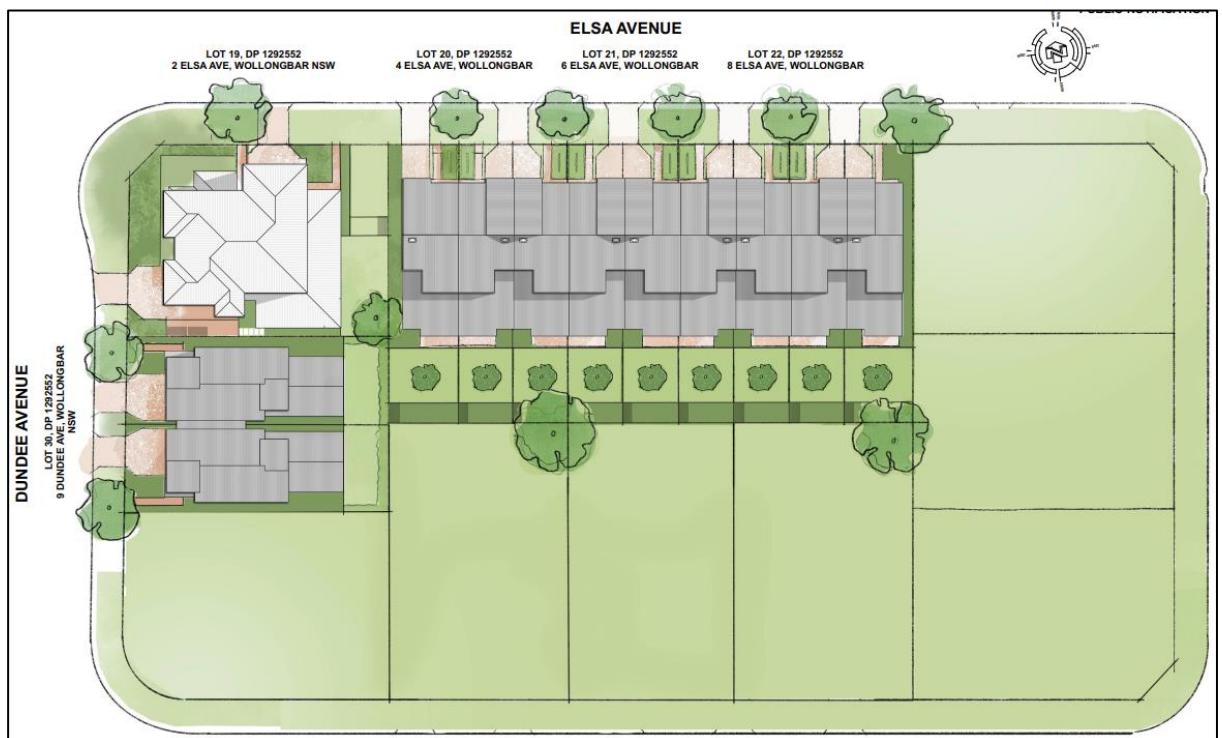 PUBLIC NOTIFICATION
ELSA AVENUE
LOT 19, DP 1292552
2 ELSA AVE, WOLLONGBAR NSW
LOT 20, DP 1292552
4 ELSA AVE, WOLLONGBAR
LOT 21, DP 1292552
6 ELSA AVE, WOLLONGBAR
LOT 22, DP 1292552
8 ELSA AVE, WOLLONGBAR
DUNDEE AVENUE
LOT 30, DP 1292552
9 DUNDEE AVE, WOLLONGBAR
NSW